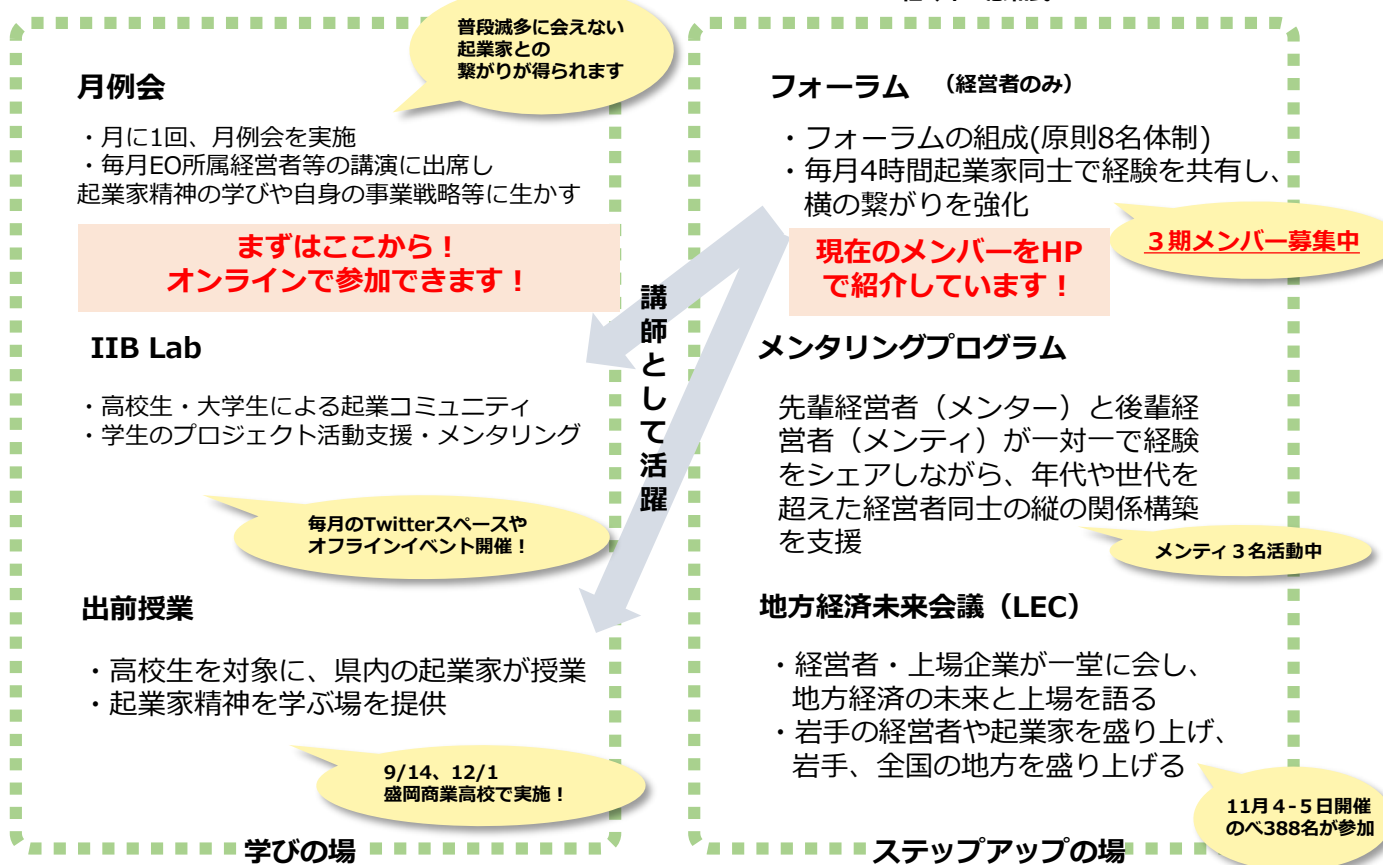 普段滅多に会えない
起業家との
繋がりが得られます
月例会
・月に1回、月例会を実施
・毎月EO所属経営者等の講演に出席し
起業家精神の学びや自身の事業戦略等に生かす
まずはここから！
オンラインで参加できます！
IIB Lab
・高校生・大学生による起業コミュニティ
・学生のプロジェクト活動支援・メンタリング
毎月のTwitterスペースや
オフラインイベント開催！
出前授業
・高校生を対象に、県内の起業家が授業
・起業家精神を学ぶ場を提供
9/14、12/1
盛岡商業高校で実施！
学びの場
講師として活躍
フォーラム （経営者のみ）
・フォーラムの組成(原則8名体制)
・毎月4時間起業家同士で経験を共有し、
横の繋がりを強化
３期メンバー募集中
現在のメンバーをHP
で紹介しています！
メンタリングプログラム
先輩経営者（メンター）と後輩経
営者（メンティ）が一対一で経験
をシェアしながら、年代や世代を
超えた経営者同士の縦の関係構築
を支援
メンティ３名活動中
地方経済未来会議（LEC）
・経営者・上場企業が一堂に会し、
地方経済の未来と上場を語る
・岩手の経営者や起業家を盛り上げ、
岩手、全国の地方を盛り上げる
11月４-５日開催
のべ388名が参加
ステップアップの場